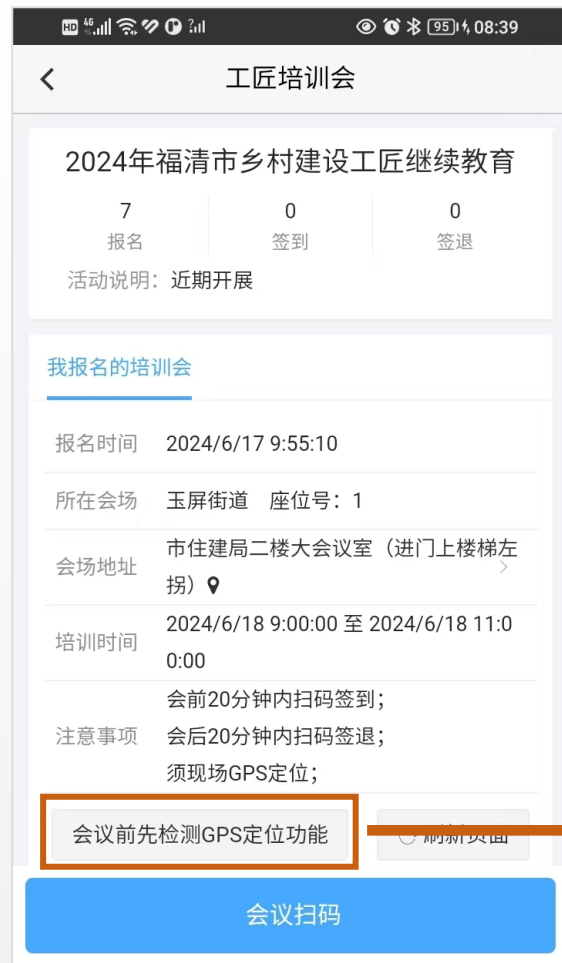 HD 46 95 08:39
工匠培训会
2024年福清市乡村建设工匠继续教育
7 0 0
报名 签到 签退
活动说明：近期开展
我报名的培训会
报名时间 2024/6/17 9:55:10
所在会场 玉屏街道 座位号：1
会场地址 市住建局二楼大会议室（进门上楼梯左
拐）
培训时间 2024/6/18 9:00:00 至 2024/6/18 11:0
0:00
注意事项 会前20分钟内扫码签到；
会后20分钟内扫码签退；
须现场GPS定位；
会议前先检测GPS定位功能 刷新页面
会议扫码